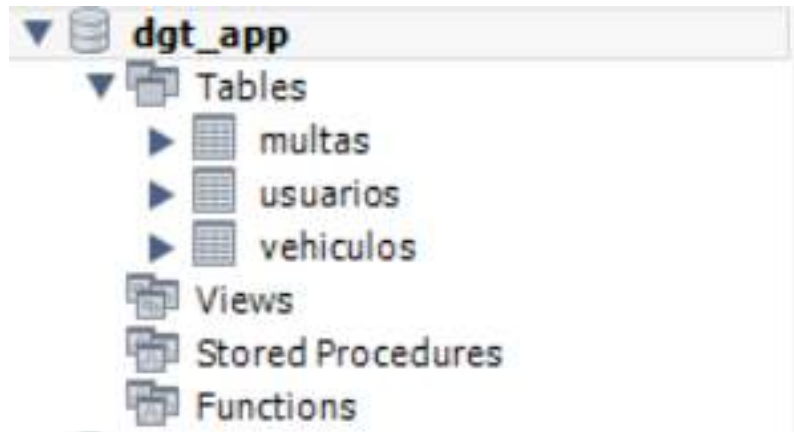 dgt_app
Tables
multas
usuarios
vehiculos
Views
Stored Procedures
Functions